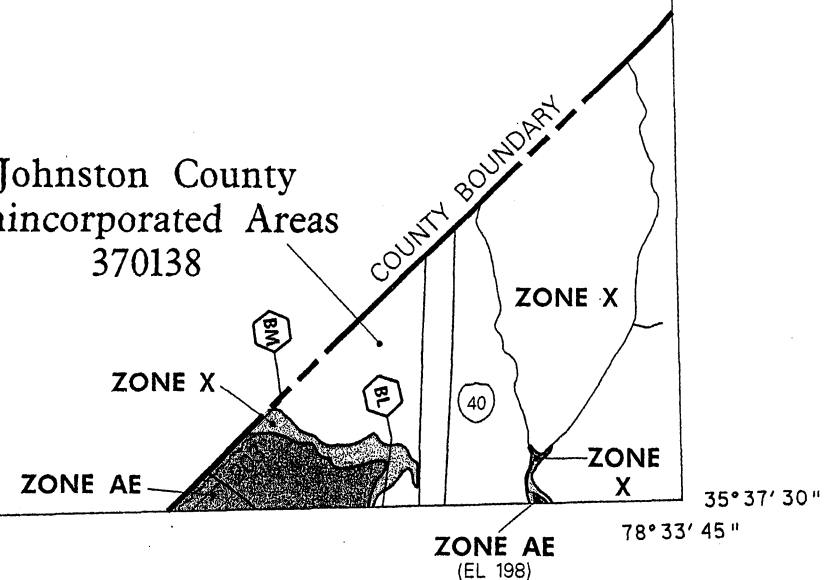 Johnston County
nincorporated Areas
370138
COUNTY BOUNDARY
ZONE X
BM
ZONE X
BL
40
ZONE AE
ZONE
X
35°37'30"
78°33'45"
ZONE AE
(EL 198)